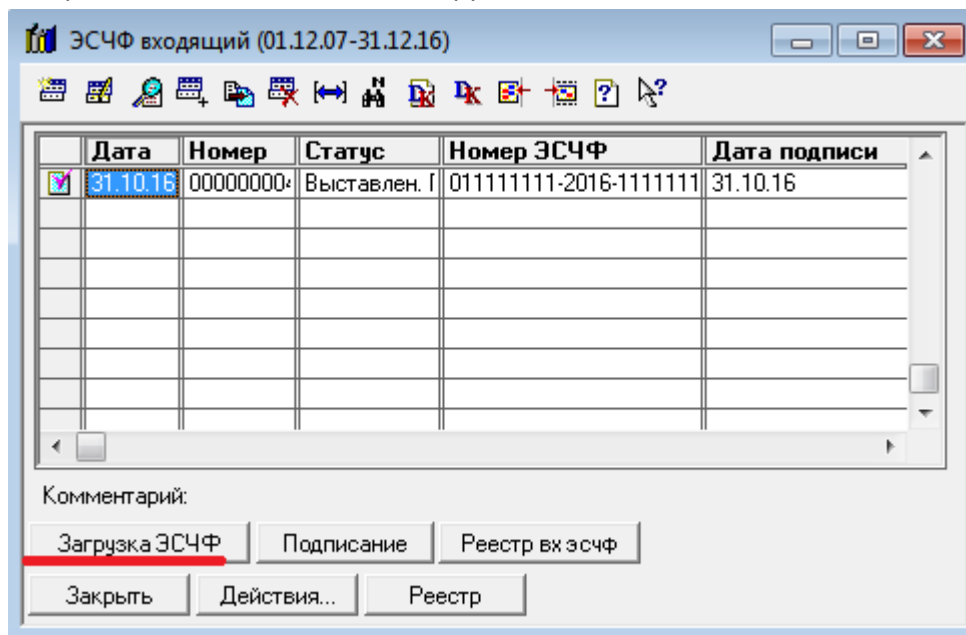 ЭСЧФ входящий (01.12.07-31.12.16)
Дата Номер Статус Номер ЭСЧФ Дата подписи
31.10.16 00000000 Выставлен. 011111111-2016-1111111 31.10.16
Комментарий:
Загрузка ЭСЧФ Подписание Реестр вх эсчф
Закрыть Действия... Реестр